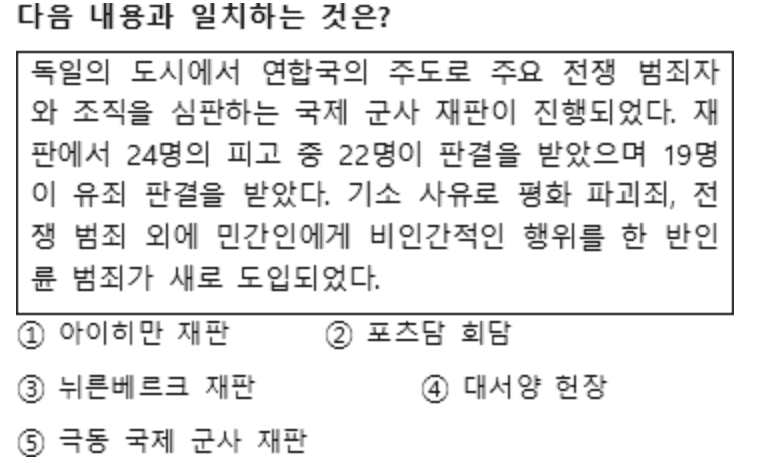 다음 내용과 일치하는 것은?
독일의 도시에서 연합국의 주도로 주요 전쟁 범죄자
와 조직을 심판하는 국제 군사 재판이 진행되었다. 재
판에서 24명의 피고 중 22명이 판결을 받았으며 19명
이 유죄 판결을 받았다. 기소 사유로 평화 파괴죄, 전
쟁 범죄 외에 민간인에게 비인간적인 행위를 한 반인
륜 범죄가 새로 도입되었다.
① 아이히만 재판 ② 포츠담 회담
③ 뉘른베르크 재판 ④ 대서양 헌장
⑤ 극동 국제 군사 재판